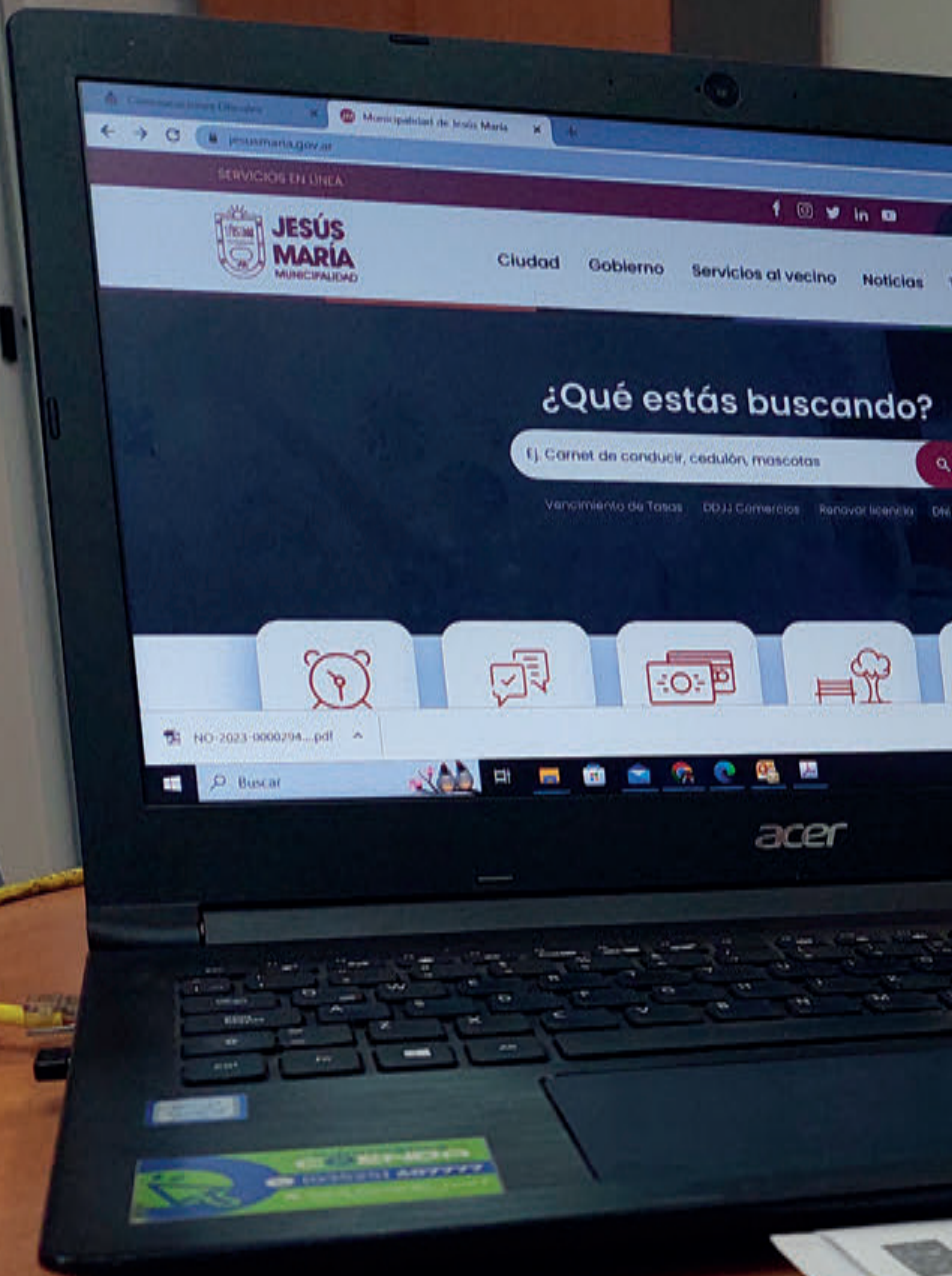 Comunicaciones Oficiales
Municipalidad de Jesús María
jesusmaria.gov.ar
SERVICIOS EN LÍNEA
JESÚS
MARÍA
MUNICIPALIDAD
Ciudad Gobierno Servicios al vecino Noticias
¿Qué estás buscando?
Ej. Carnet de conducir, cedulón, mascotas
Vencimiento de Tasas DDJJ Comercios Renovar licencia
NO-2023-0000294....pdf
Buscar
acer